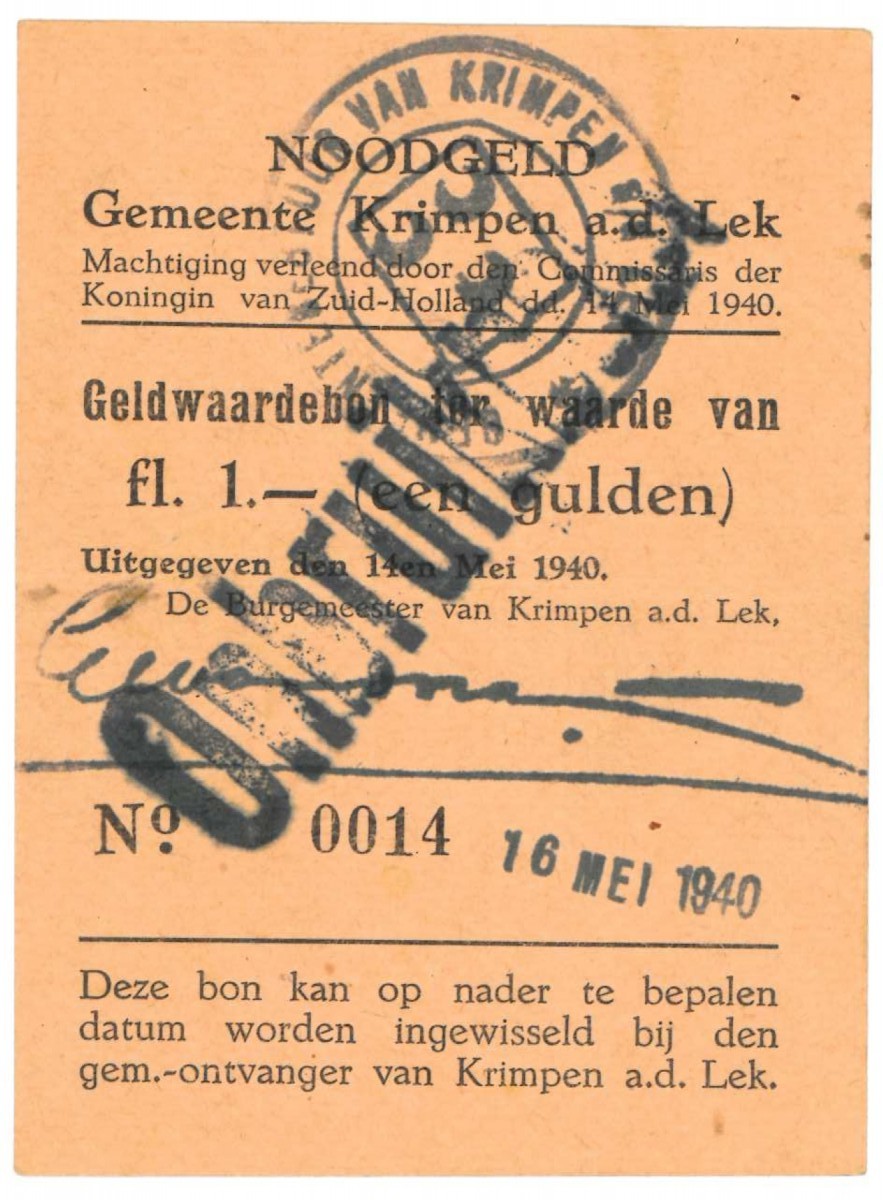 NOODGELD
Gemeente Krimpen a.d. Lek
Machtiging verleend door den Commissaris der
Koningin van Zuid-Holland dd. 14 Mei 1940.
Geldwaardebon ter waarde van
fl. 1.— (een gulden)
Uitgegeven den 14en Mei 1940.
De Burgemeester van Krimpen a.d. Lek,
No. 0014
16 MEI 1940
Deze bon kan op nader te bepalen
datum worden ingewisseld bij den
gem.-ontvanger van Krimpen a.d. Lek.
VAN KRIMPEN